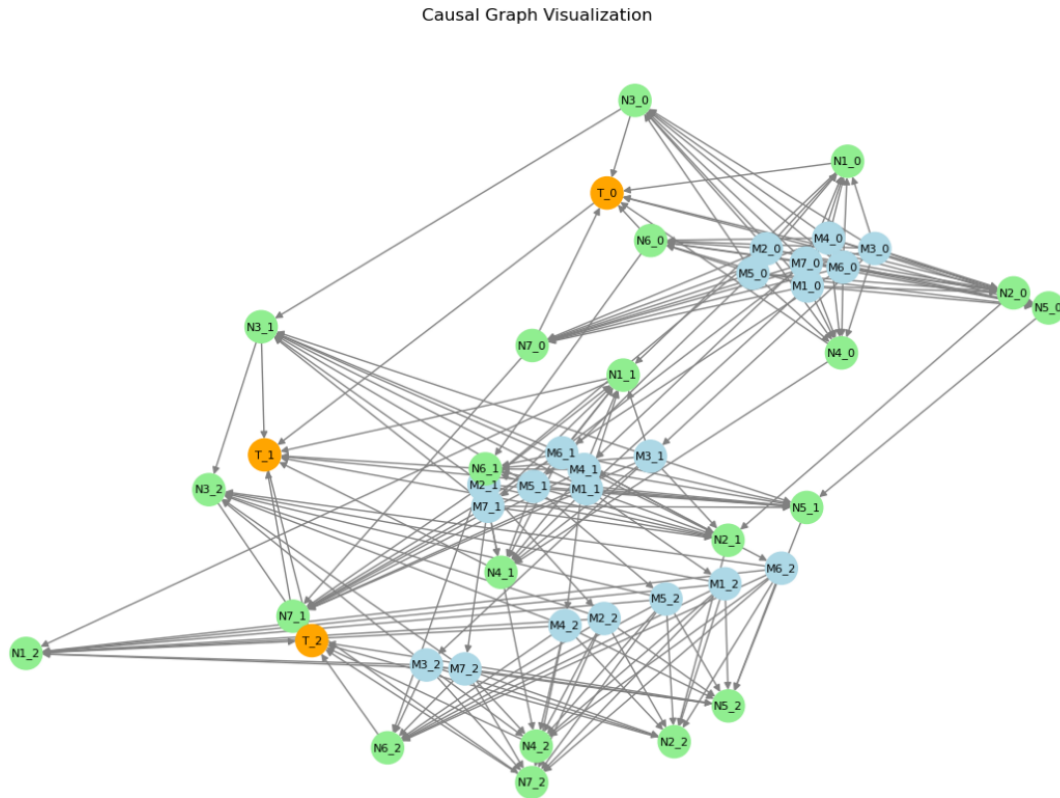 Causal Graph Visualization
N3_0
N1_0
T_0
N6_0
M4_0
M2_0
M3_0
M7_0
M6_0
M5_0
M1_0
N2_0
N5_0
N3_1
N7_0
N4_0
N1_1
T_1
M6_1
M3_1
N6_1
M4_1
N3_2
M2_1
M5_1
M1_1
M7_1
N5_1
N2_1
N4_1
M6_2
M1_2
M5_2
N7_1
M2_2
M4_2
T_2
N1_2
M3_2
M7_2
N5_2
N6_2
N4_2
N2_2
N7_2